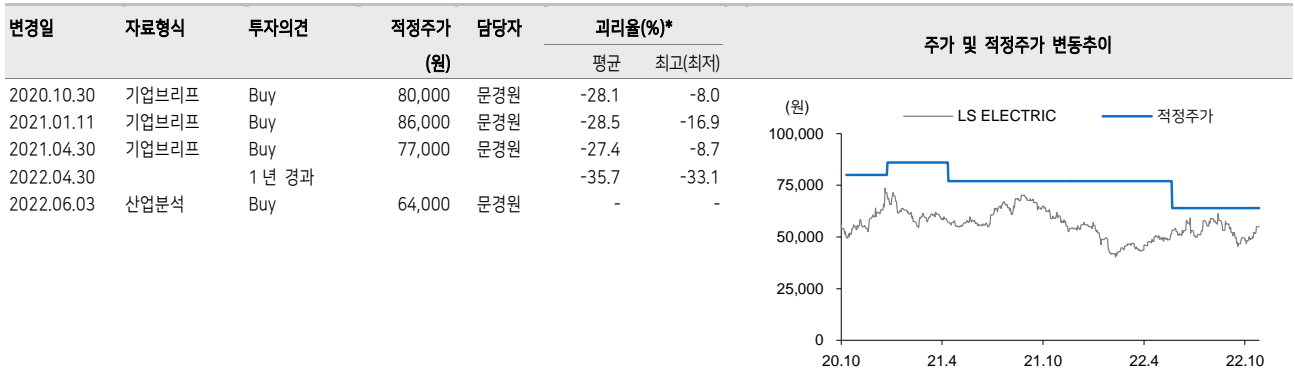 변경일 자료형식 투자의견 적정주가 담당자 괴리율(%)* 주가 및 적정주가 변동추이
(원) 평균 최고(최저)
2020.10.30 기업브리프 Buy 80,000 문경원 -28.1 -8.0
2021.01.11 기업브리프 Buy 86,000 문경원 -28.5 -16.9
2021.04.30 기업브리프 Buy 77,000 문경원 -27.4 -8.7
2022.04.30 1년 경과 -35.7 -33.1
2022.06.03 산업분석 Buy 64,000 문경원 - -
(원)
LS ELECTRIC 적정주가
100,000
75,000
50,000
25,000
0
20.10 21.4 21.10 22.4 22.10